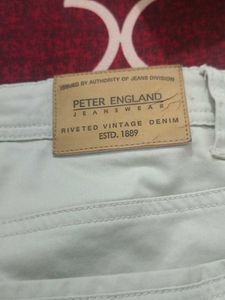 ISSUED BY AUTHORITY OF JEANS DIVISION
PETER ENGLAND
JEANSWEAR
RIVETED VINTAGE DENIM
ESTD. 1889